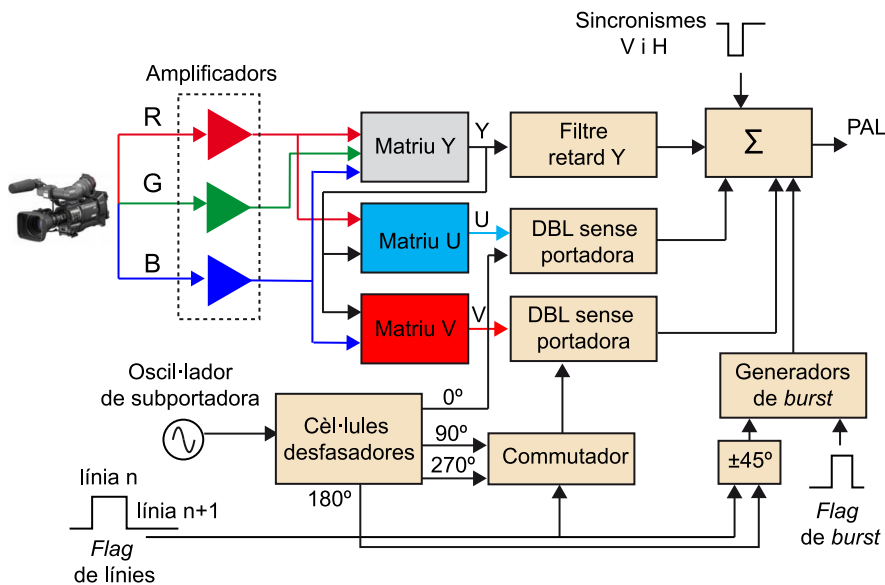 Sincronismes
V i H
Amplificadors
R
G
B
Matriu Y
Y
Filtre
retard Y
Σ
PAL
Matriu U
U
DBL sense
portadora
Matriu V
V
DBL sense
portadora
Oscil·lador
de subportadora
Cèl·lules
desfasadores
0º
90º
270º
180º
Commutador
Generadors
de burst
±45º
línia n
línia n+1
Flag
de línies
Flag
de burst